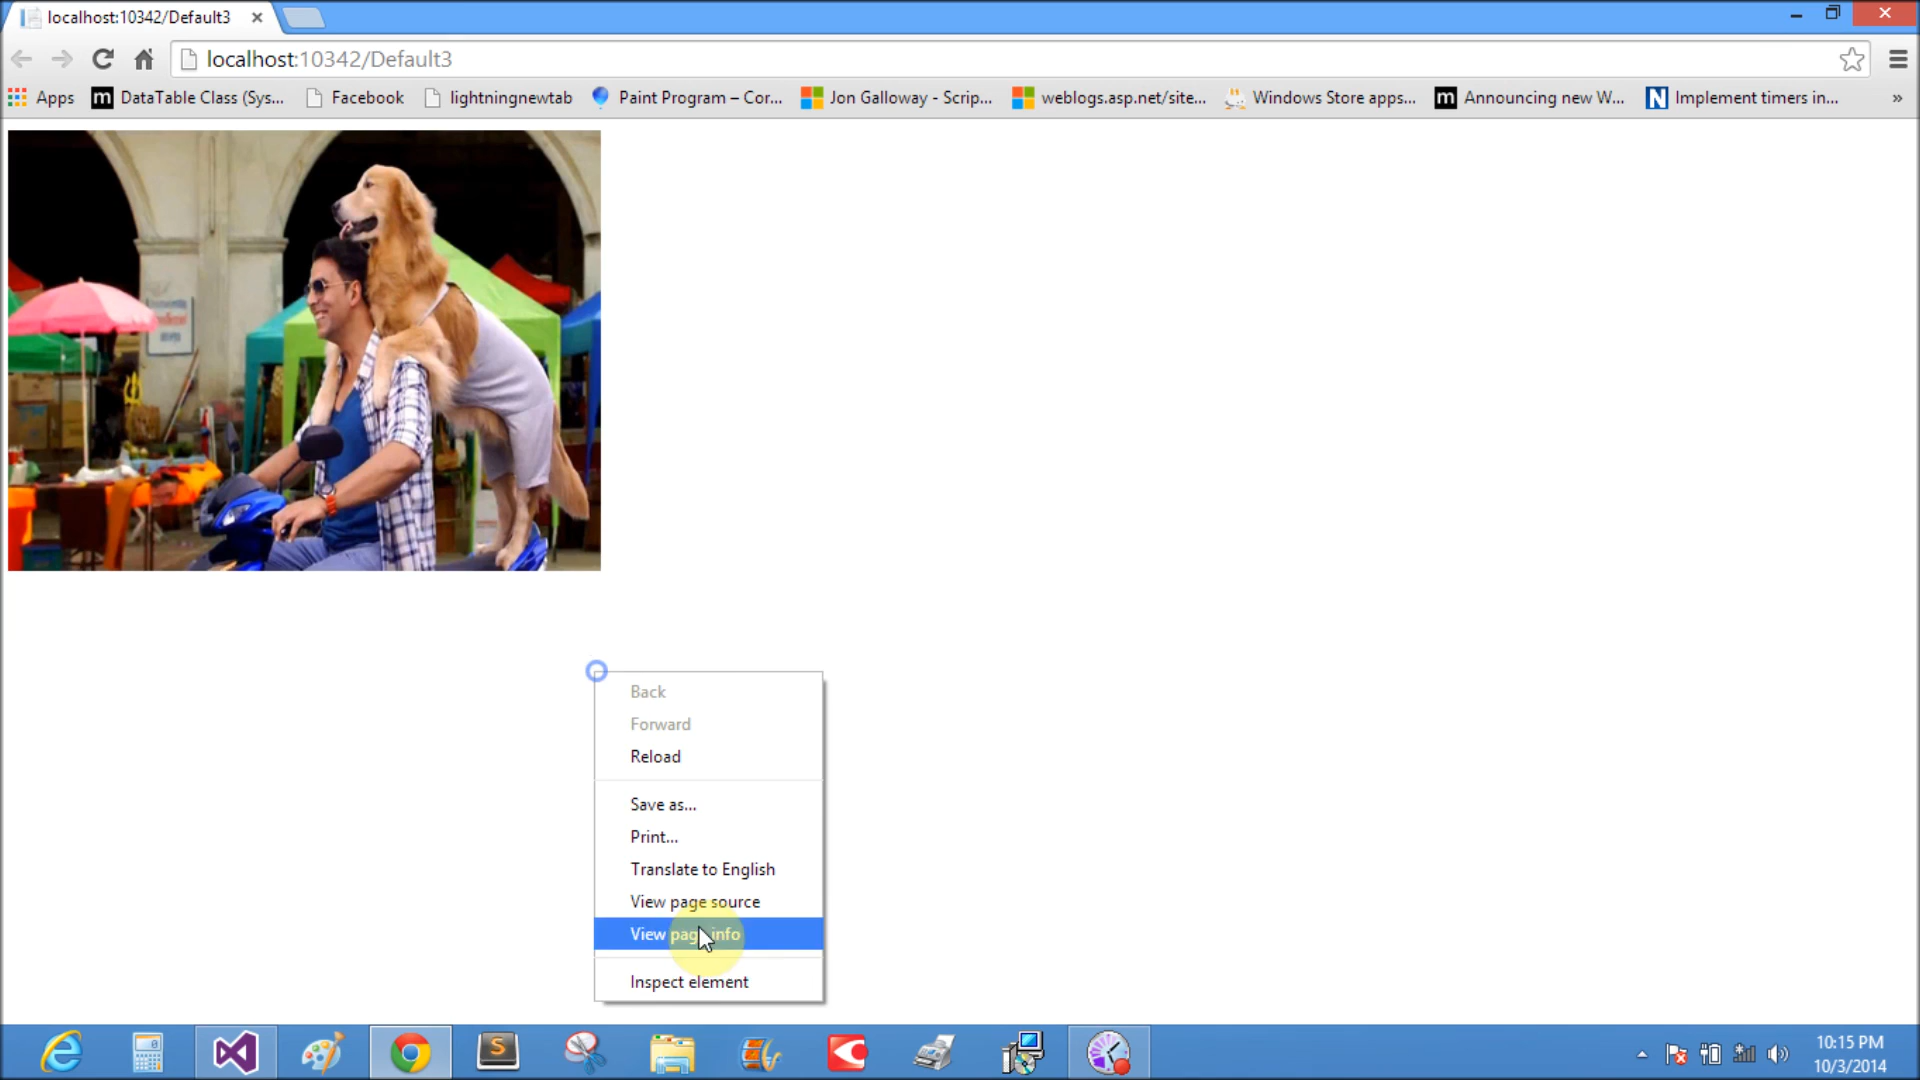 localhost:10342/Default3
localhost:10342/Default3
Apps
DataTable Class (Sys...
Facebook
lightningnewtab
Paint Program – Cor...
Jon Galloway - Scrip...
weblogs.asp.net/site...
Windows Store apps...
Announcing new W...
Implement timers in...
»
Back
Forward
Reload
Save as...
Print...
Translate to English
View page source
View page info
Inspect element
10:15 PM
10/3/2014